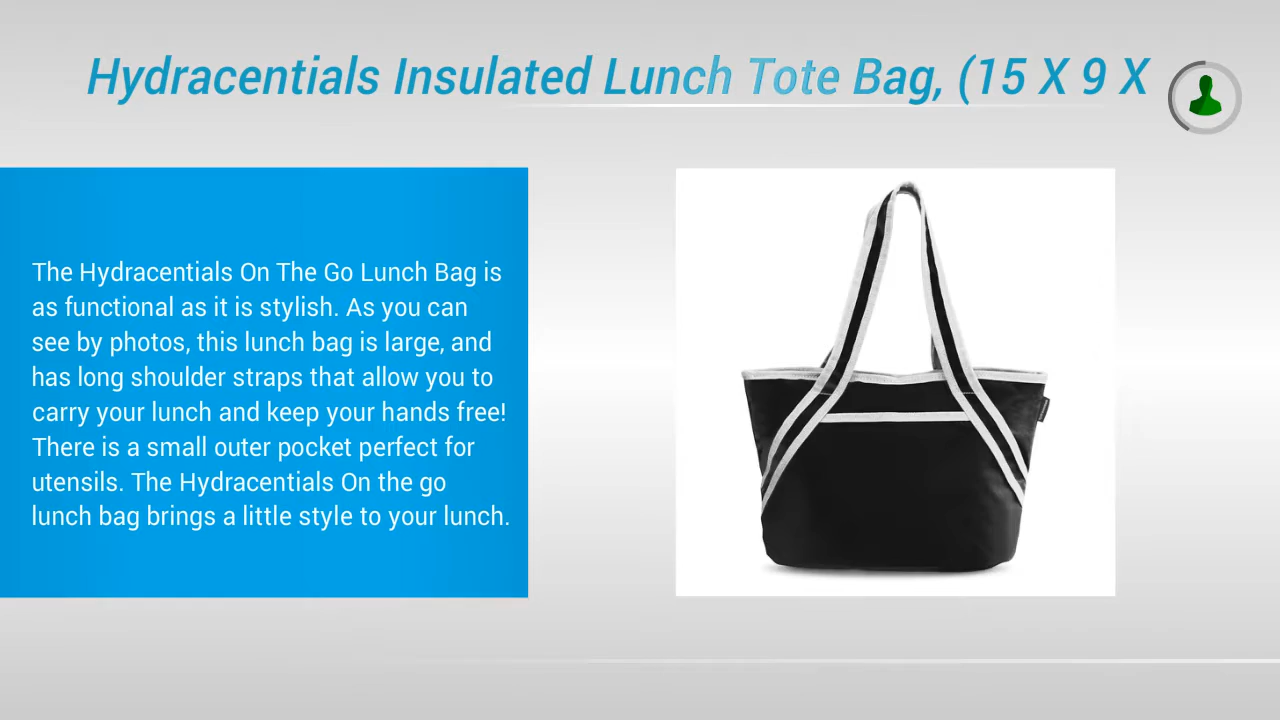 Hydracentials Insulated Lunch Tote Bag, (15 X 9 X
The Hydracentials On The Go Lunch Bag is
as functional as it is stylish. As you can
see by photos, this lunch bag is large, and
has long shoulder straps that allow you to
carry your lunch and keep your hands free!
There is a small outer pocket perfect for
utensils. The Hydracentials On the go
lunch bag brings a little style to your lunch.